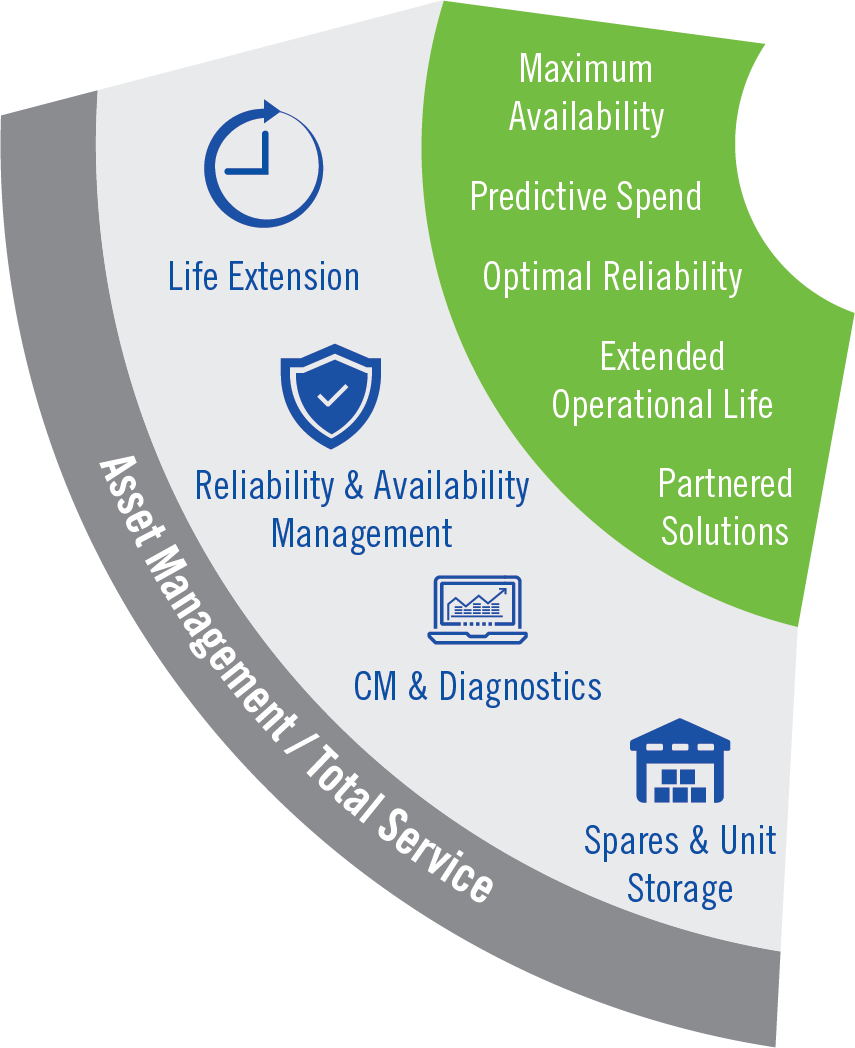 Maximum
Availability
Predictive Spend
Optimal Reliability
Extended
Operational Life
Partnered
Solutions
Life Extension
Reliability & Availability
Management
CM & Diagnostics
Spares & Unit
Storage
Asset Management / Total Service